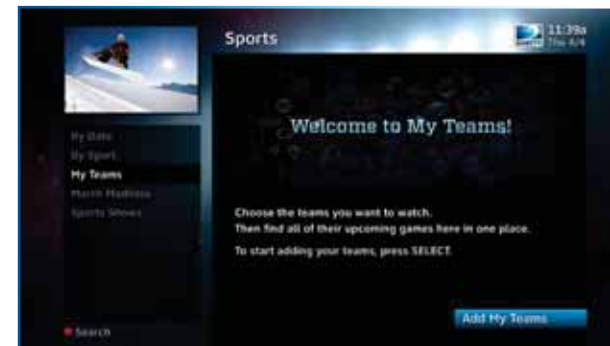 Sports
11:39a
Thu 4/4
Welcome to My Teams!
By Date
By Sport
My Teams
March Madness
Sports Shows
Choose the teams you want to watch.
Then find all of their upcoming games here in one place.
To start adding your teams, press SELECT.
Add My Teams
Search